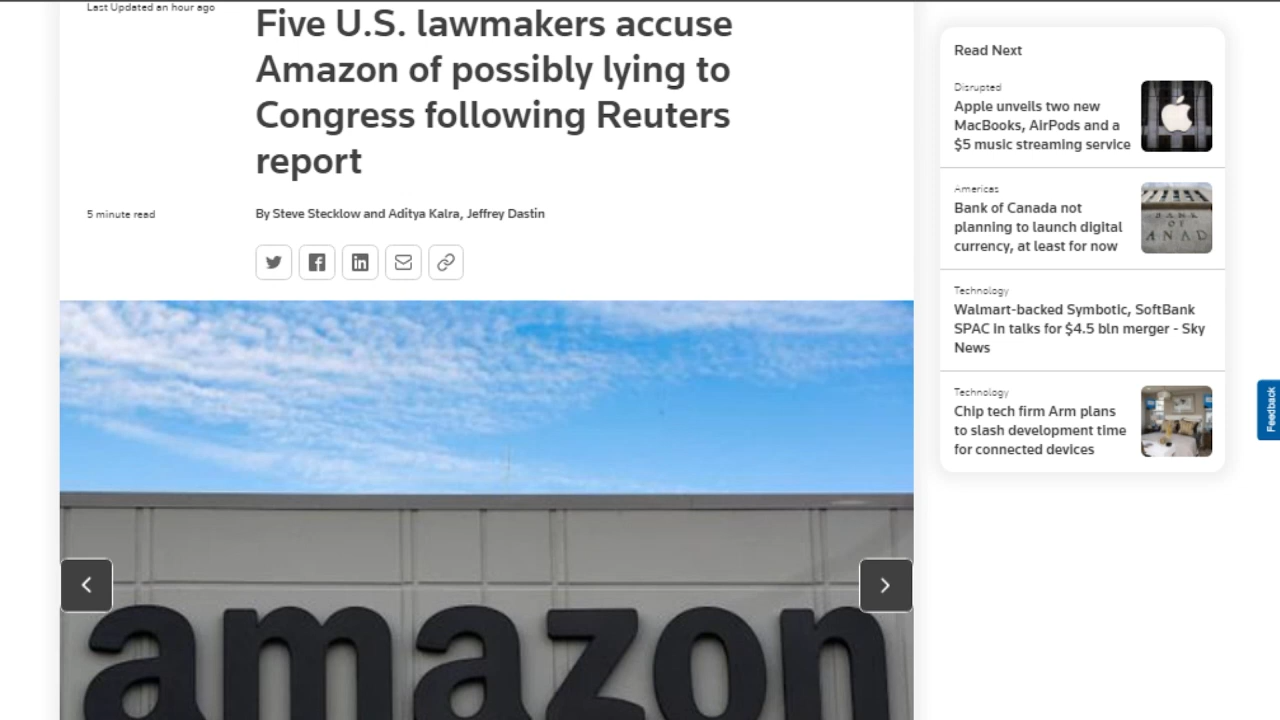 Last Updated an hour ago
Five U.S. lawmakers accuse
Amazon of possibly lying to
Congress following Reuters
report
5 minute read
By Steve Stecklow and Aditya Kalra, Jeffrey Dastin
amazon
Read Next
Disrupted
Apple unveils two new
MacBooks, AirPods and a
$5 music streaming service
Americas
Bank of Canada not
planning to launch digital
currency, at least for now
BANK
OF
ANAD
Technology
Walmart-backed Symbotic, SoftBank
SPAC in talks for $4.5 bln merger - Sky
News
Technology
Chip tech firm Arm plans
to slash development time
for connected devices
Feedback